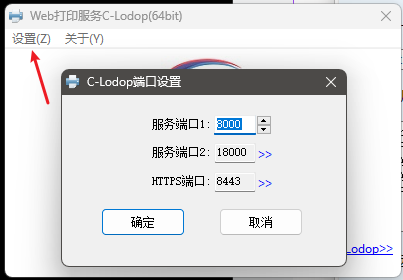 Web打印服务C-Lodop(64bit)
设置(Z) 关于(Y)
C-Lodop端口设置
服务端口1: 8000
服务端口2: 18000 >>
HTTPS端口: 8443 >>
确定 取消
odop>>